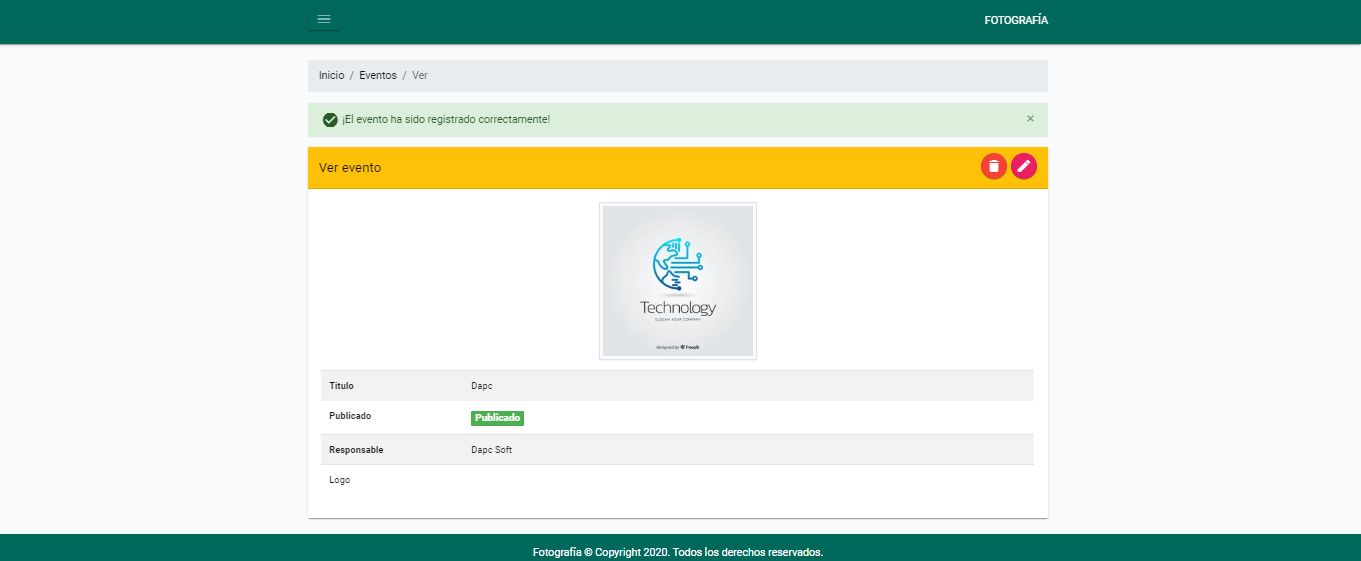 FOTOGRAFÍA
Inicio / Eventos / Ver
¡El evento ha sido registrado correctamente! ×
Ver evento
Technology
SLOGAN YOUR COMPANY
designed by freepik
Titulo Dapc
Publicado Publicado
Responsable Dapc Soft
Logo
Fotografía © Copyright 2020. Todos los derechos reservados.